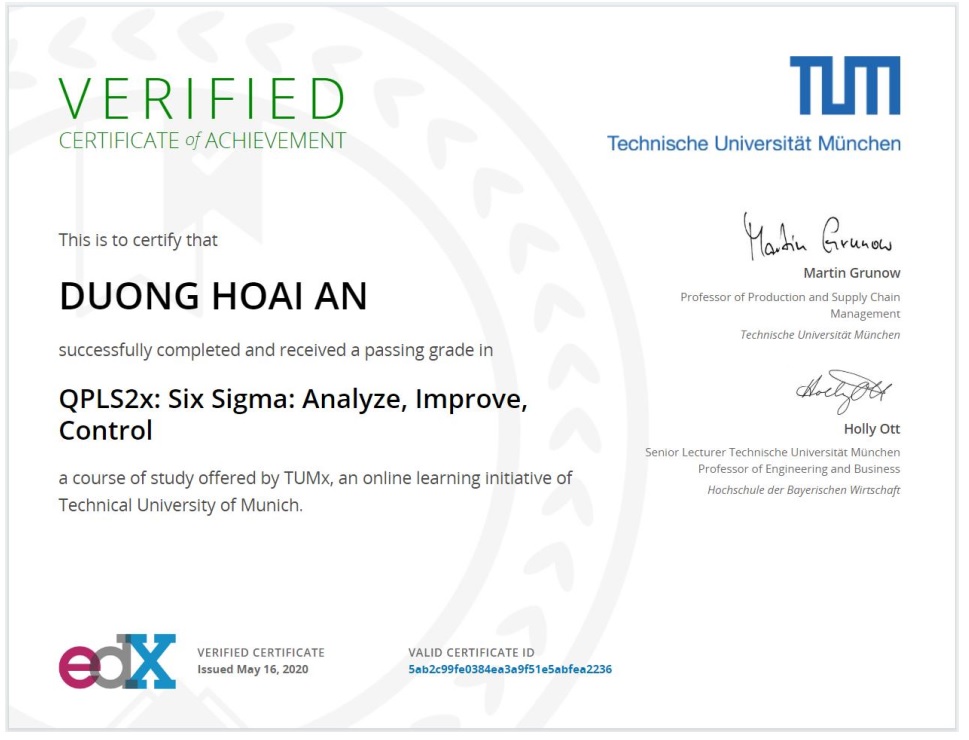 VERIFIED
CERTIFICATE of ACHIEVEMENT
TUM
Technische Universität München
This is to certify that
DUONG HOAI AN
successfully completed and received a passing grade in
QPLS2x: Six Sigma: Analyze, Improve,
Control
a course of study offered by TUMx, an online learning initiative of
Technical University of Munich.
Martin Grunow
Martin Grunow
Professor of Production and Supply Chain
Management
Technische Universität München
Holly Ott
Holly Ott
Senior Lecturer Technische Universität München
Professor of Engineering and Business
Hochschule der Bayerischen Wirtschaft
edX
VERIFIED CERTIFICATE
Issued May 16, 2020
VALID CERTIFICATE ID
5ab2c99fe0384ea3a9f51e5abfea2236